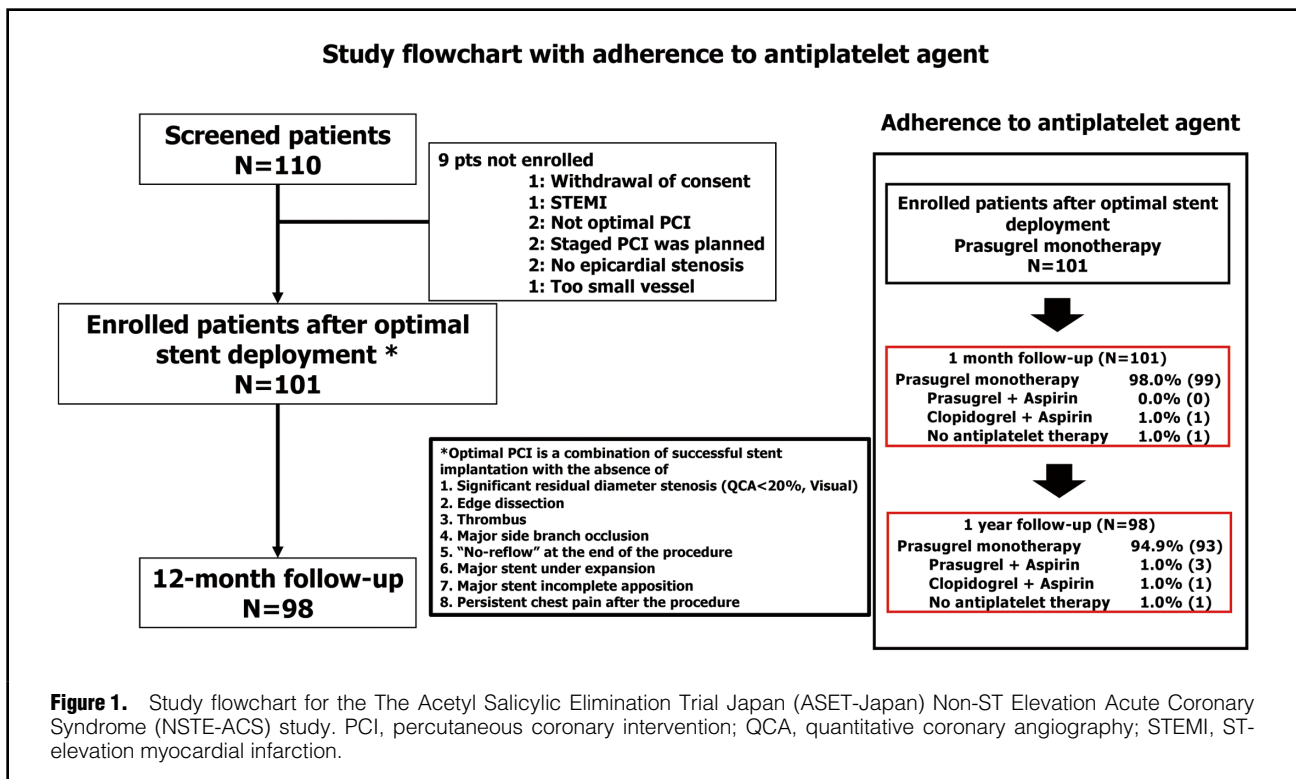 Study flowchart with adherence to antiplatelet agent
Screened patients
N=110
9 pts not enrolled
1: Withdrawal of consent
1: STEMI
2: Not optimal PCI
2: Staged PCI was planned
2: No epicardial stenosis
1: Too small vessel
Enrolled patients after optimal
stent deployment *
N=101
*Optimal PCI is a combination of successful stent
implantation with the absence of
1. Significant residual diameter stenosis (QCA<20%, Visual)
2. Edge dissection
3. Thrombus
4. Major side branch occlusion
5. “No-reflow” at the end of the procedure
6. Major stent under expansion
7. Major stent incomplete apposition
8. Persistent chest pain after the procedure
12-month follow-up
N=98
Adherence to antiplatelet agent
Enrolled patients after optimal stent
deployment
Prasugrel monotherapy
N=101
1 month follow-up (N=101)
Prasugrel monotherapy 98.0% (99)
Prasugrel + Aspirin 0.0% (0)
Clopidogrel + Aspirin 1.0% (1)
No antiplatelet therapy 1.0% (1)
1 year follow-up (N=98)
Prasugrel monotherapy 94.9% (93)
Prasugrel + Aspirin 1.0% (3)
Clopidogrel + Aspirin 1.0% (1)
No antiplatelet therapy 1.0% (1)
Figure 1. Study flowchart for the The Acetyl Salicylic Elimination Trial Japan (ASET-Japan) Non-ST Elevation Acute Coronary
Syndrome (NSTE-ACS) study. PCI, percutaneous coronary intervention; QCA, quantitative coronary angiography; STEMI, ST-
elevation myocardial infarction.